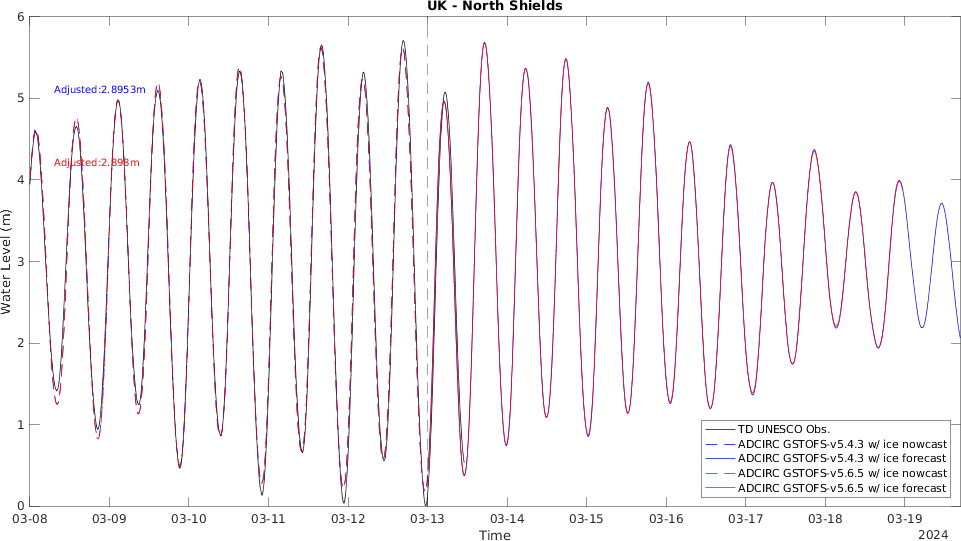 UK - North Shields
6
5
4
3
2
1
0
Water Level (m)
Adjusted:2.8953m
Adjusted:2.898m
TD UNESCO Obs.
ADCIRC GSTOFS-v5.4.3 w/ ice nowcast
ADCIRC GSTOFS-v5.4.3 w/ ice forecast
ADCIRC GSTOFS-v5.6.5 w/ ice nowcast
ADCIRC GSTOFS-v5.6.5 w/ ice forecast
03-08 03-09 03-10 03-11 03-12 03-13 03-14 03-15 03-16 03-17 03-18 03-19
Time
2024